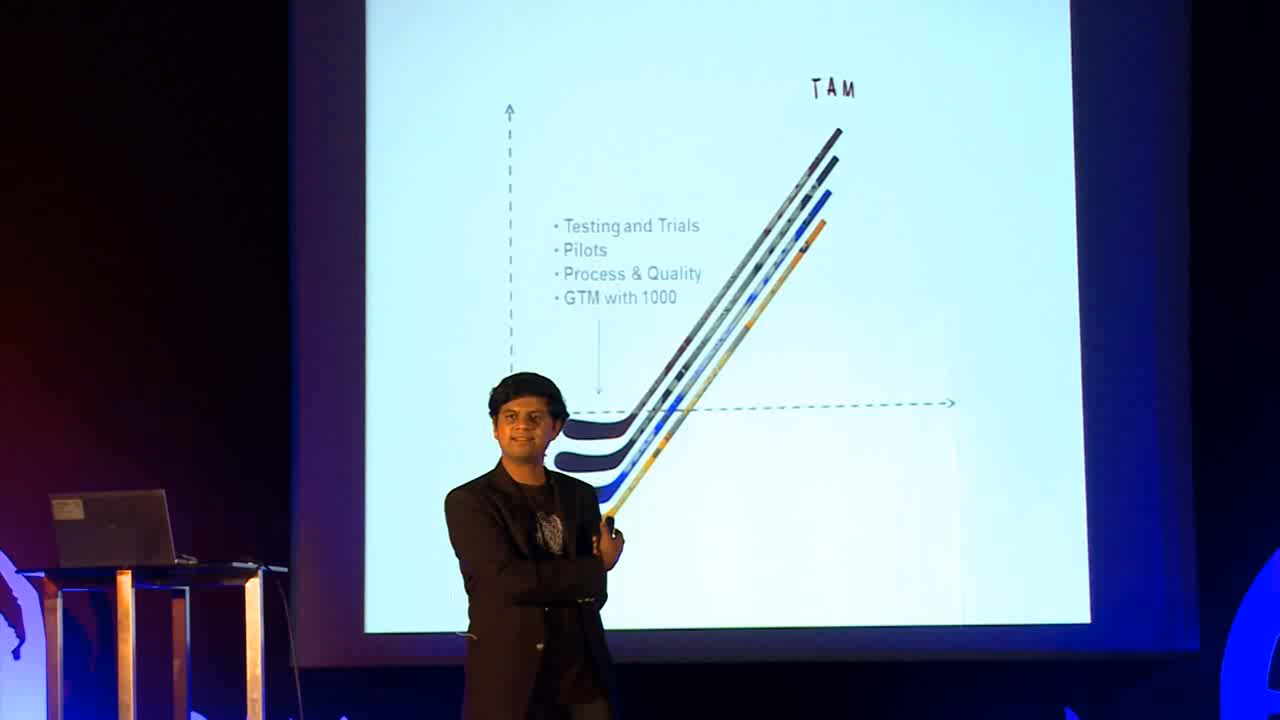 TAM
• Testing and Trials
• Pilots
• Process & Quality
• GTM with 1000